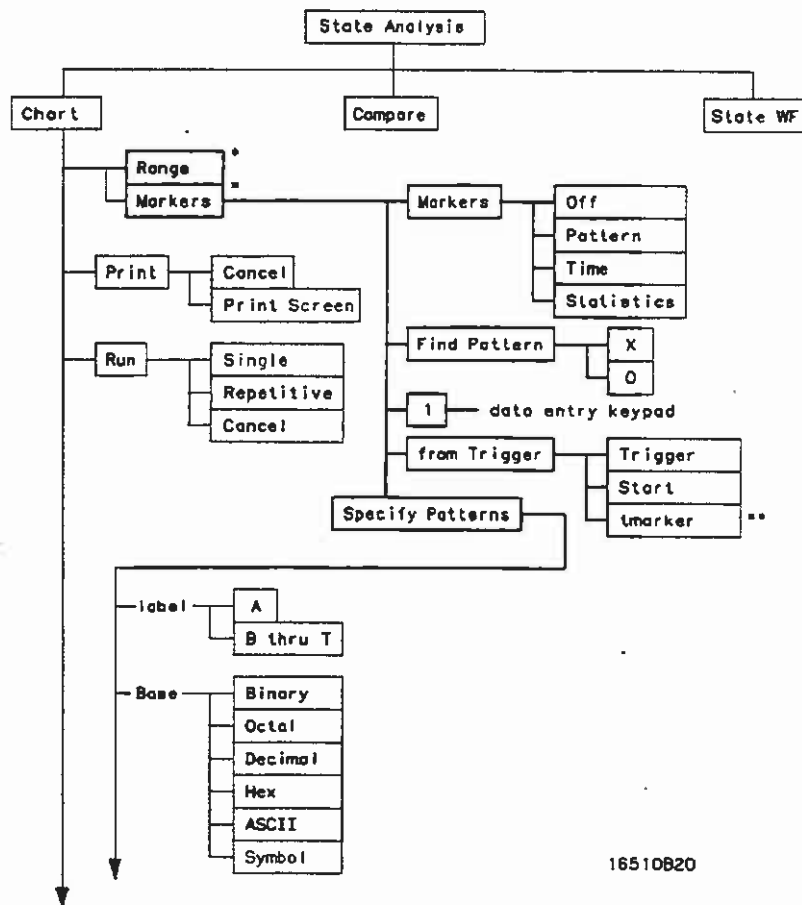 State Analysis
Chart
Compare
State WF
Range *
Markers *
Markers
Off
Pattern
Time
Statistics
Print
Cancel
Print Screen
Find Pattern
X
O
Run
Single
Repetitive
Cancel
1 data entry keypad
from Trigger
Trigger
Start
tmarker **
Specify Patterns
label
A
B thru T
Base
Binary
Octal
Decimal
Hex
ASCII
Symbol
16510B20